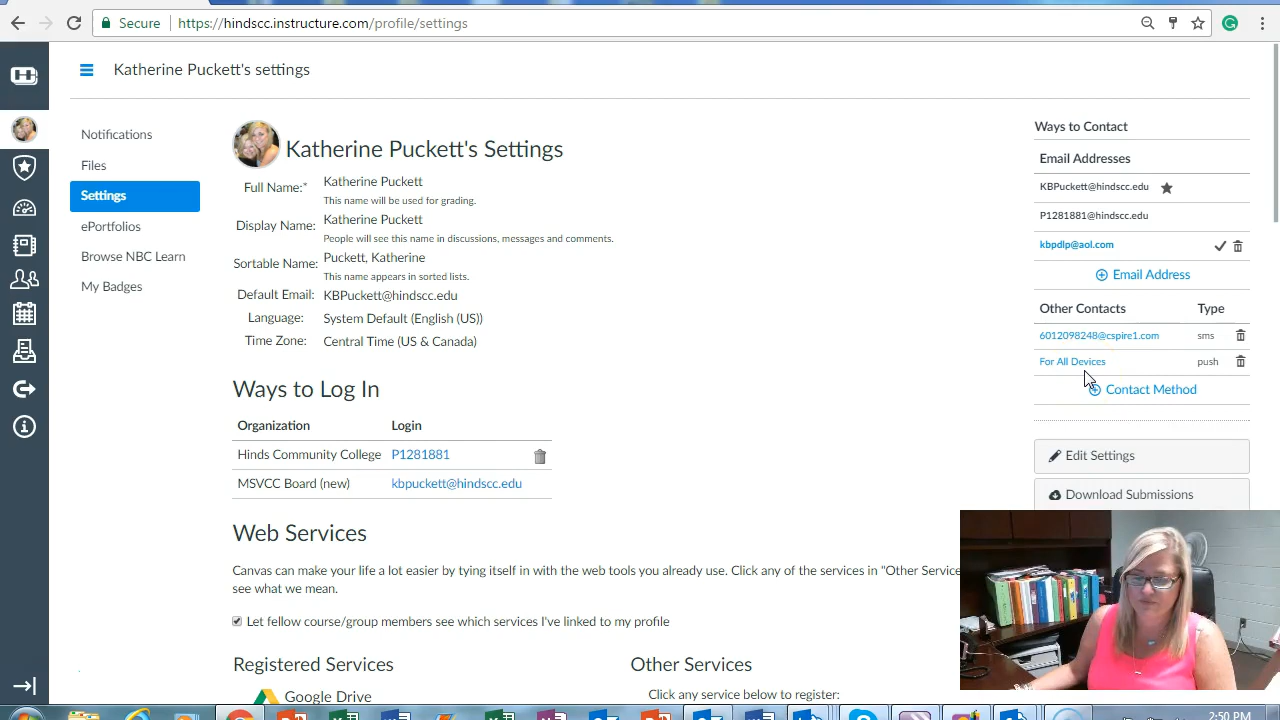 Secure
https://hindscc.instructure.com/profile/settings
Katherine Puckett's settings
Notifications
Files
Settings
ePortfolios
Browse NBC Learn
My Badges
Katherine Puckett's Settings
Full Name:* Katherine Puckett
This name will be used for grading.
Display Name: Katherine Puckett
People will see this name in discussions, messages and comments.
Sortable Name: Puckett, Katherine
This name appears in sorted lists.
Default Email: KBPuckett@hindscc.edu
Language: System Default (English (US))
Time Zone: Central Time (US & Canada)
Ways to Log In
Organization Login
Hinds Community College P1281881
MSVCC Board (new) kbpuckett@hindscc.edu
Web Services
Canvas can make your life a lot easier by tying itself in with the web tools you already use. Click any of the services in "Other Service
see what we mean.
Let fellow course/group members see which services I've linked to my profile
Registered Services
Google Drive
Other Services
Click any service below to register:
Ways to Contact
Email Addresses
KBPuckett@hindscc.edu
P1281881@hindscc.edu
kbpdlp@aol.com
Email Address
Other Contacts Type
6012098248@cspire1.com sms
For All Devices push
Contact Method
Edit Settings
Download Submissions
2:50 PM